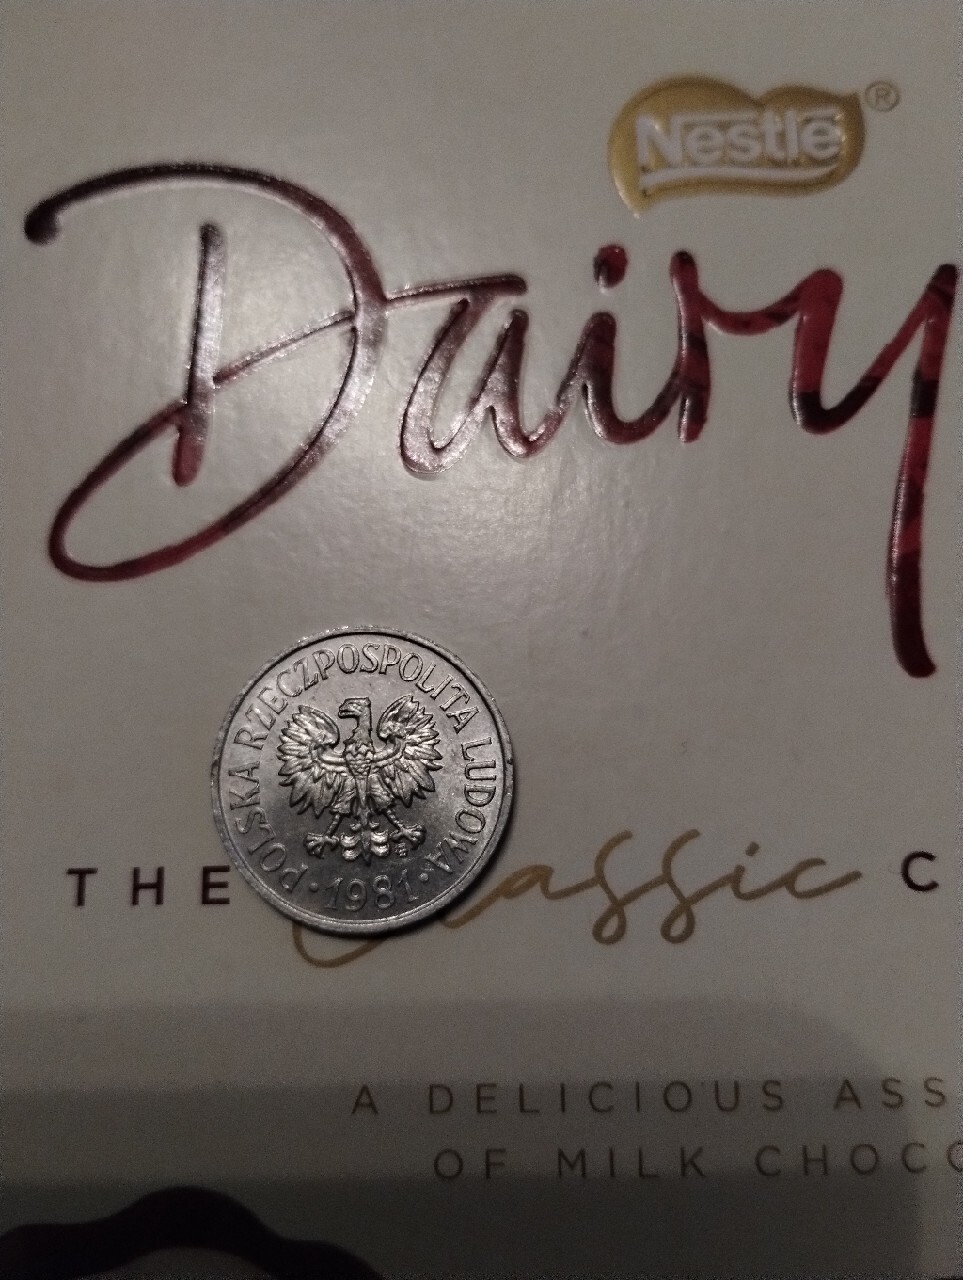 Nestlé ®
Dairy
POLSKA RZECZPOSPOLITA LUDOWA
· 1981 ·
THE Classic C
A DELICIOUS ASS
OF MILK CHOCO